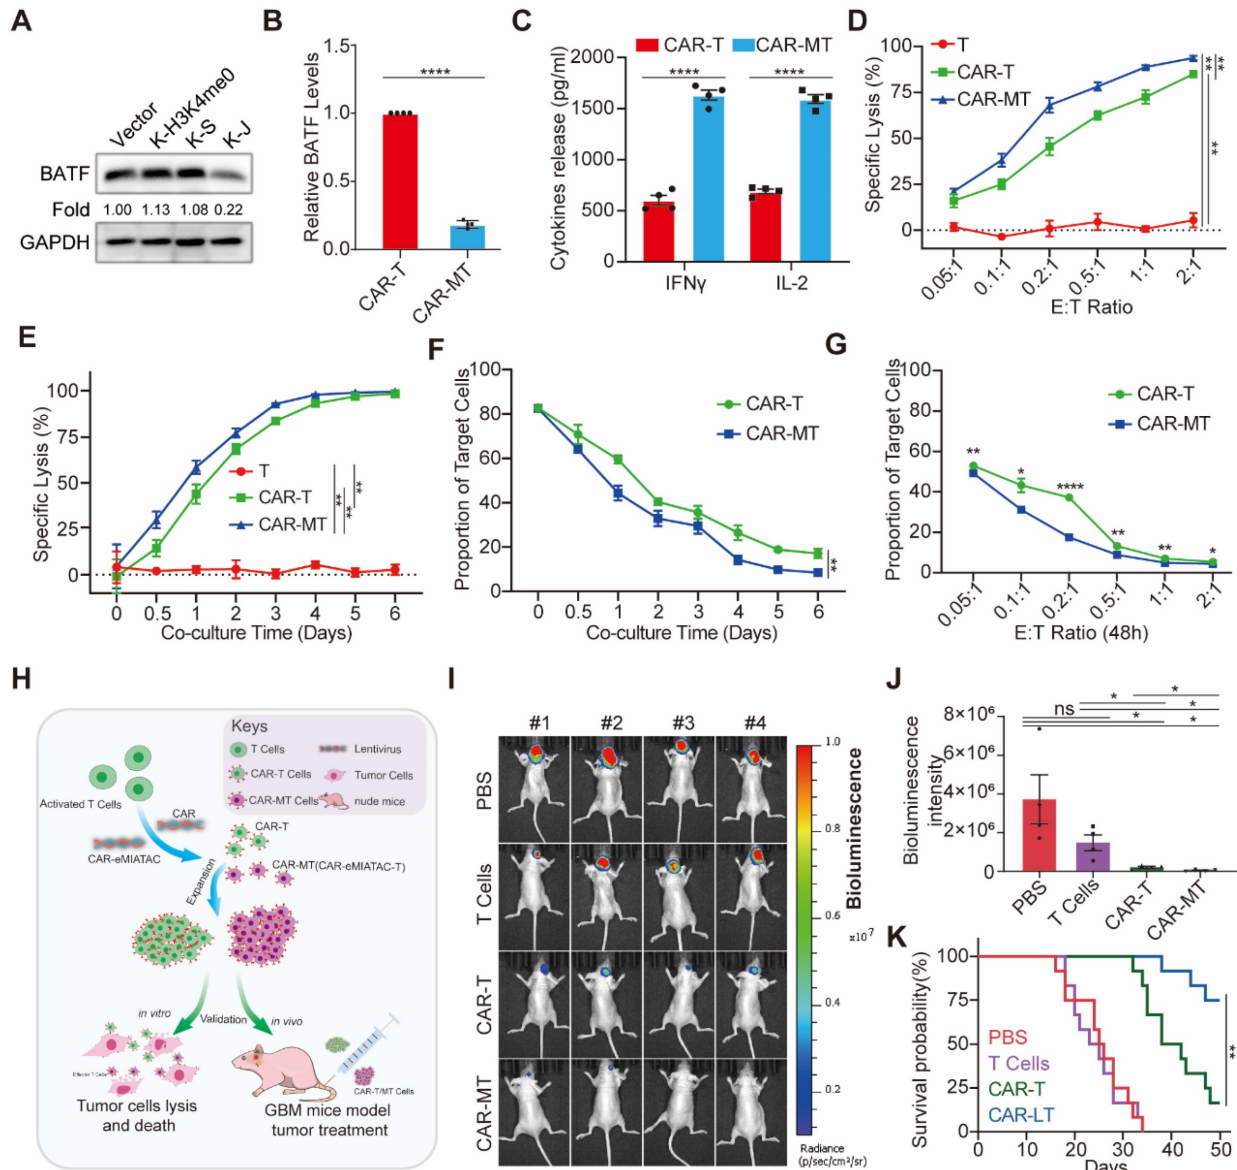 A
Vector
K-H3K4me0
K-S
K-J
BATF
Fold
1.00 1.13 1.08 0.22
GAPDH
B
Relative BATF Levels
1.5
1.0
0.5
0.0
****
CAR-T
CAR-MT
C
CAR-T CAR-MT
Cytokines release (pg/ml)
2000
1500
1000
500
0
**** ****
IFNγ IL-2
D
T
CAR-T
CAR-MT
Specific Lysis (%)
100
75
50
25
0
**
**
**
0.05:1
0.1:1
0.2:1
0.5:1
1:1
2:1
E:T Ratio
E
Specific Lysis (%)
100
75
50
25
0
T
CAR-T
CAR-MT
**
**
**
0 0.5 1 2 3 4 5 6
Co-culture Time (Days)
F
Proportion of Target Cells
100
80
60
40
20
0
CAR-T
CAR-MT
**
0 0.5 1 2 3 4 5 6
Co-culture Time (Days)
G
Proportion of Target Cells
100
80
60
40
20
0
CAR-T
CAR-MT
** * **** ** ** *
0.05:1
0.1:1
0.2:1
0.5:1
1:1
2:1
E:T Ratio (48h)
H
Keys
T Cells Lentivirus
CAR-T Cells Tumor Cells
CAR-MT Cells nude mice
Activated T Cells
CAR
CAR-eMIATAC
CAR-T
CAR-MT(CAR-eMIATAC-T)
Expansion
in vitro Validation in vivo
Effector T Cells
CAR-T/MT Cells
Tumor cells lysis
and death
GBM mice model
tumor treatment
I
#1 #2 #3 #4
PBS
T Cells
CAR-T
CAR-MT
1.0
0.8
0.6
0.4
0.2
Bioluminescence
x10⁷
Radiance
(p/sec/cm²/sr)
J
Bioluminescence
intensity
8×10⁶
6×10⁶
4×10⁶
2×10⁶
0
ns * * * * *
PBS
T Cells
CAR-T
CAR-MT
K
Survival probability(%)
100
75
50
25
0
PBS
T Cells
CAR-T
CAR-LT
**
0 10 20 30 40 50
Days